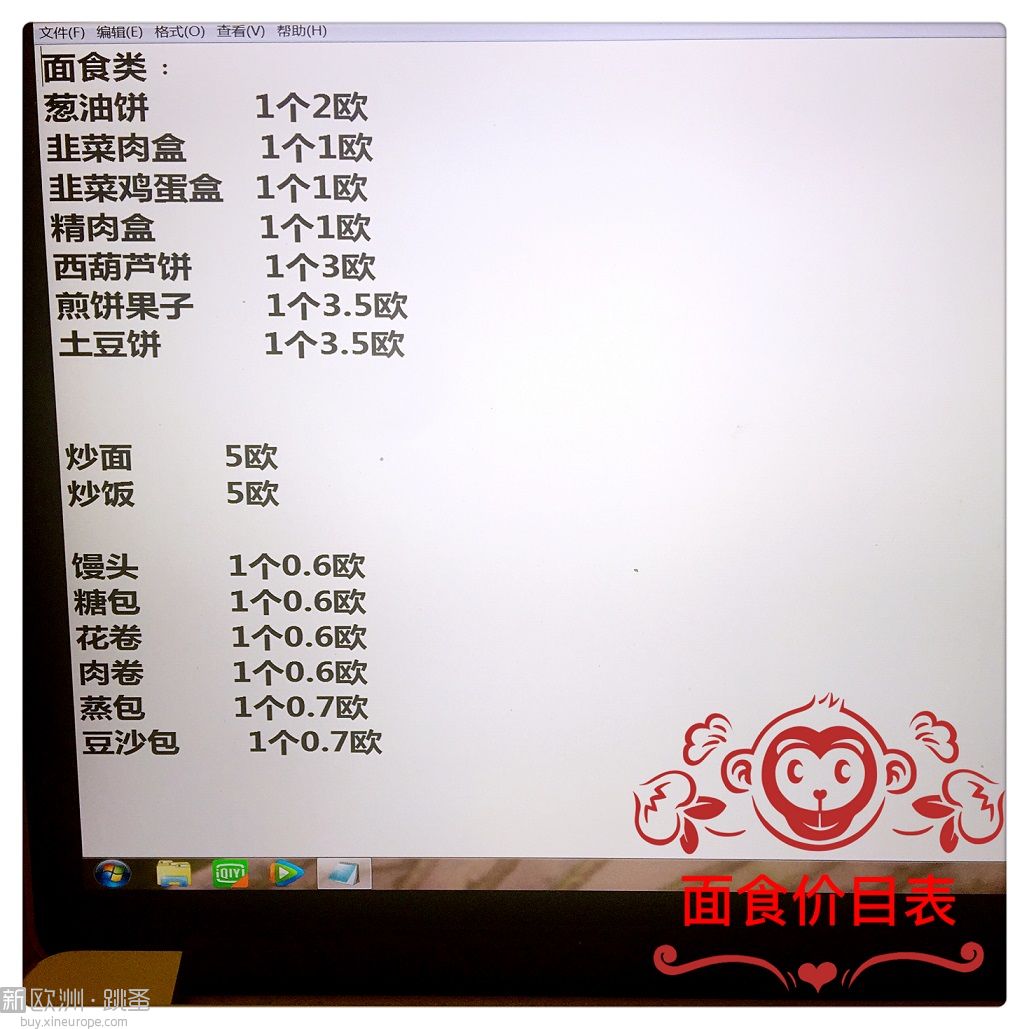 文件(F) 编辑(E) 格式(O) 查看(V) 帮助(H)
面食类：
葱油饼 1个2欧
韭菜肉盒 1个1欧
韭菜鸡蛋盒 1个1欧
精肉盒 1个1欧
西葫芦饼 1个3欧
煎饼果子 1个3.5欧
土豆饼 1个3.5欧
炒面 5欧
炒饭 5欧
馒头 1个0.6欧
糖包 1个0.6欧
花卷 1个0.6欧
肉卷 1个0.6欧
蒸包 1个0.7欧
豆沙包 1个0.7欧
iQIYI
面食价目表
新欧洲·跳蚤
buy.xineurope.com